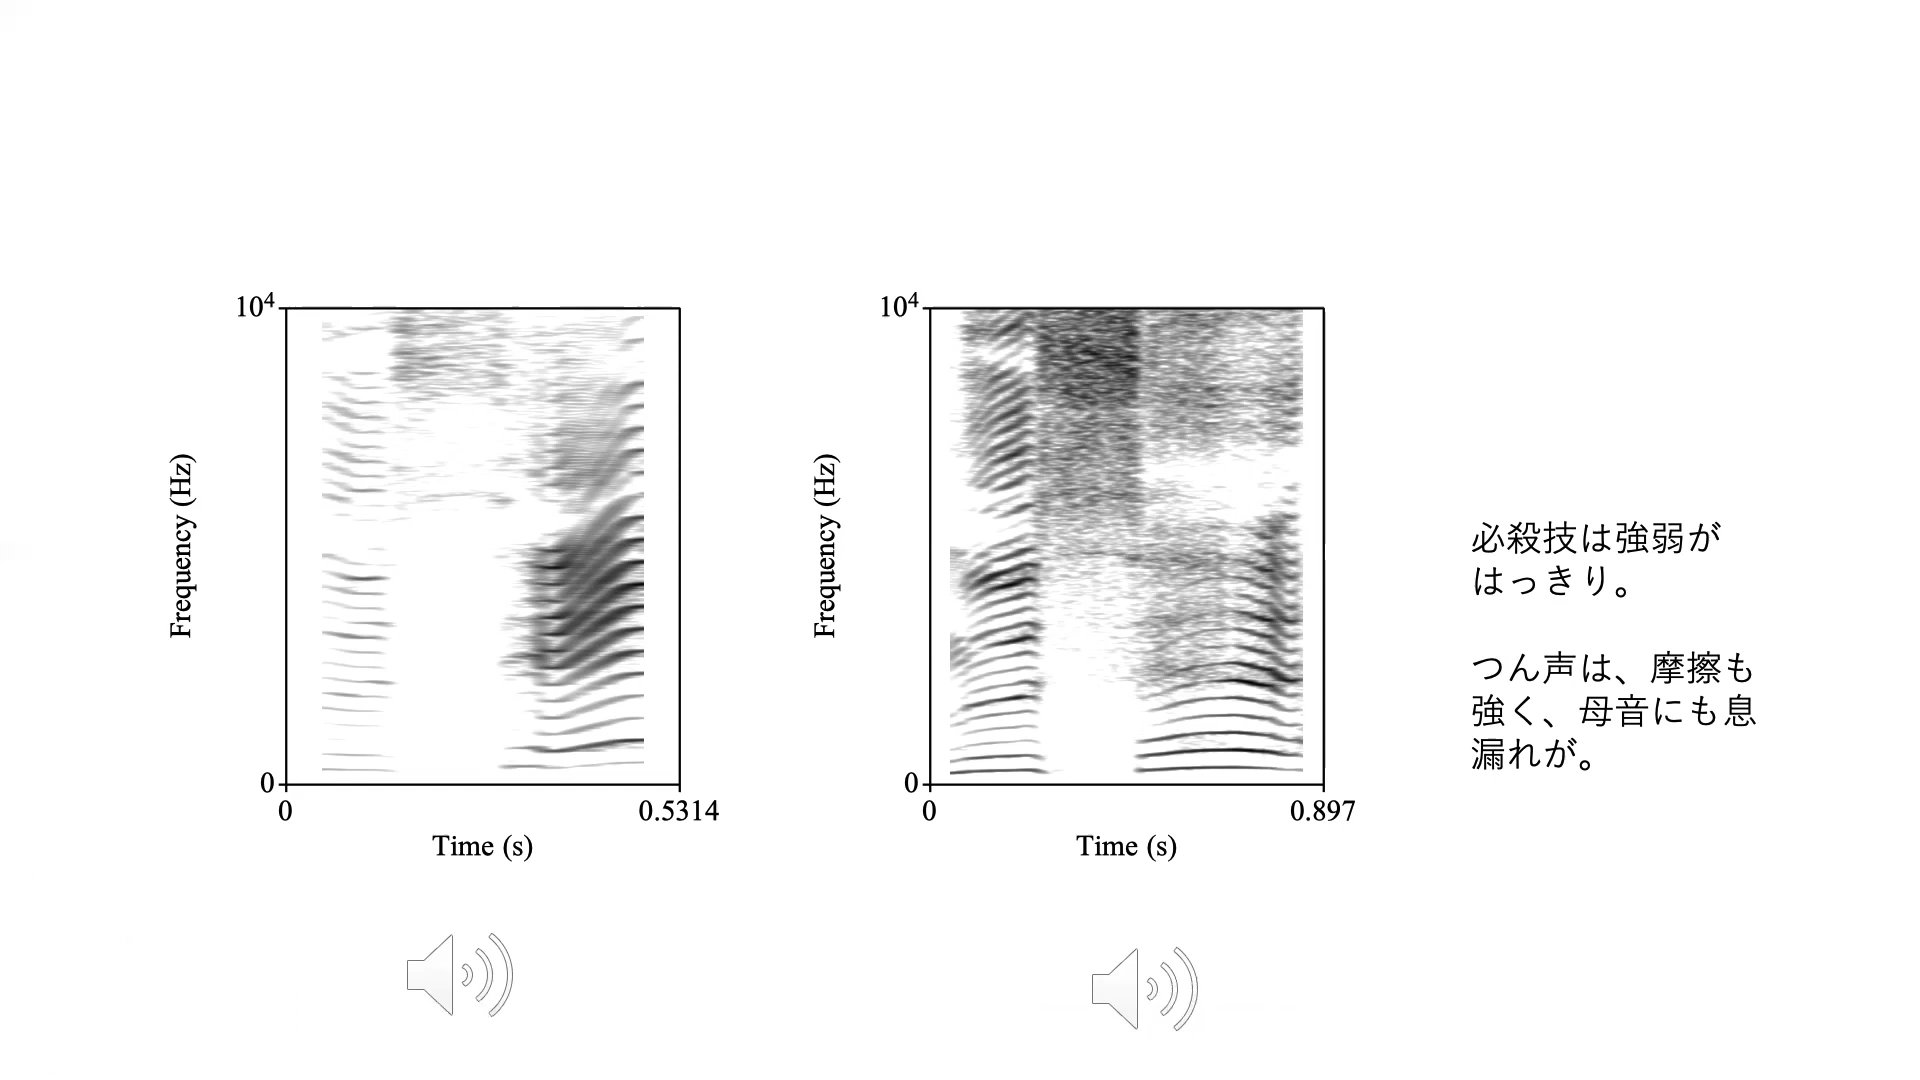 10⁴
Frequency (Hz)
0
0
0.5314
Time (s)
10⁴
Frequency (Hz)
0
0
0.897
Time (s)
必殺技は強弱が
はっきり。
つん声は、摩擦も
強く、母音にも息
漏れが。